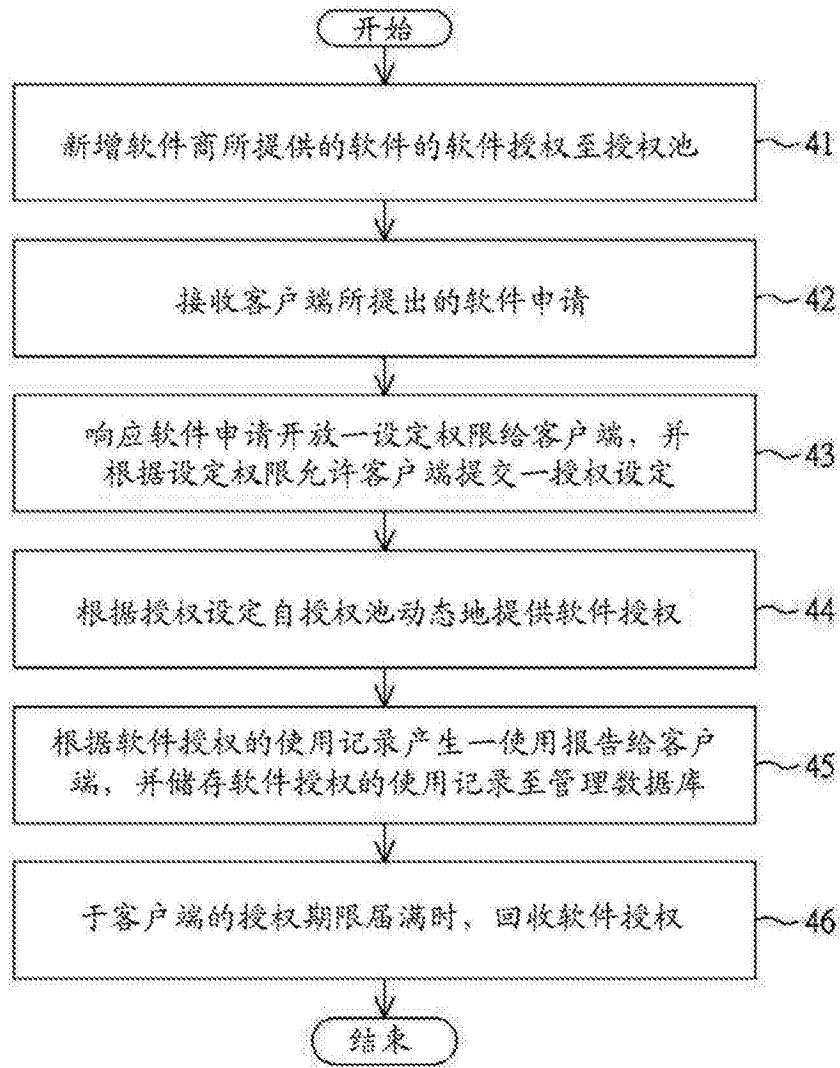 开始
新增软件商所提供的软件的软件授权至授权池
41
接收客户端所提出的软件申请
42
响应软件申请开放一设定权限给客户端，并
根据设定权限允许客户端提交一授权设定
43
根据授权设定自授权池动态地提供软件授权
44
根据软件授权的使用记录产生一使用报告给客户
端，并储存软件授权的使用记录至管理数据库
45
于客户端的授权期限届满时，回收软件授权
46
结束